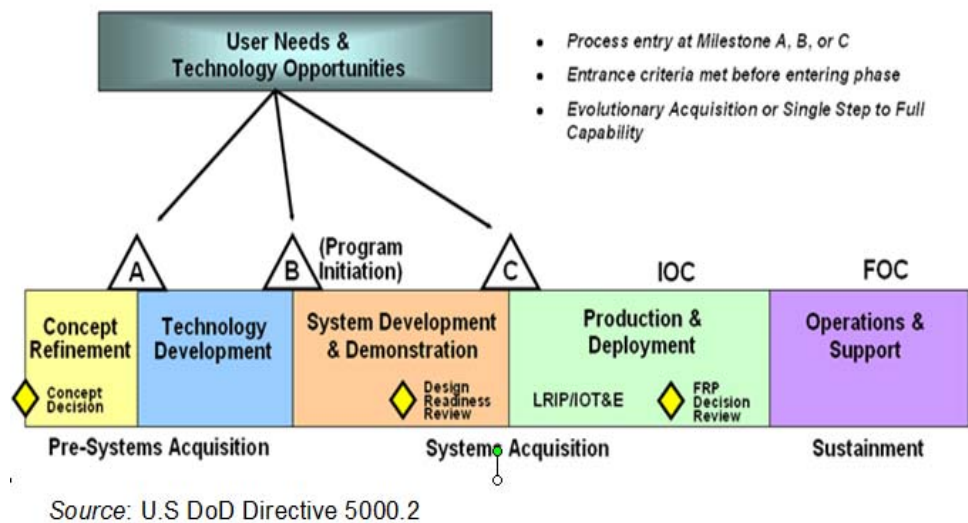 User Needs &
Technology Opportunities
• Process entry at Milestone A, B, or C
• Entrance criteria met before entering phase
• Evolutionary Acquisition or Single Step to Full
Capability
A
B
(Program
Initiation)
C
IOC
FOC
Concept
Refinement
Technology
Development
System Development
& Demonstration
Production &
Deployment
Operations &
Support
Concept
Decision
Design
Readiness
Review
LRIP/IOT&E
FRP
Decision
Review
Pre-Systems Acquisition
Systems Acquisition
Sustainment
Source: U.S DoD Directive 5000.2